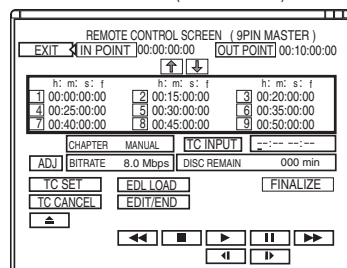 REMOTE CONTROL SCREEN ( 9PIN MASTER )
EXIT IN POINT 00:00:00:00 OUT POINT 00:10:00:00
h: m: s: f h: m: s: f h: m: s: f
1 00:00:00:00 2 00:15:00:00 3 00:20:00:00
4 00:25:00:00 5 00:30:00:00 6 00:35:00:00
7 00:40:00:00 8 00:45:00:00 9 00:50:00:00
CHAPTER MANUAL TC INPUT --:-- --:--
ADJ BITRATE 8.0 Mbps DISC REMAIN 000 min
TC SET EDL LOAD FINALIZE
TC CANCEL EDIT/END